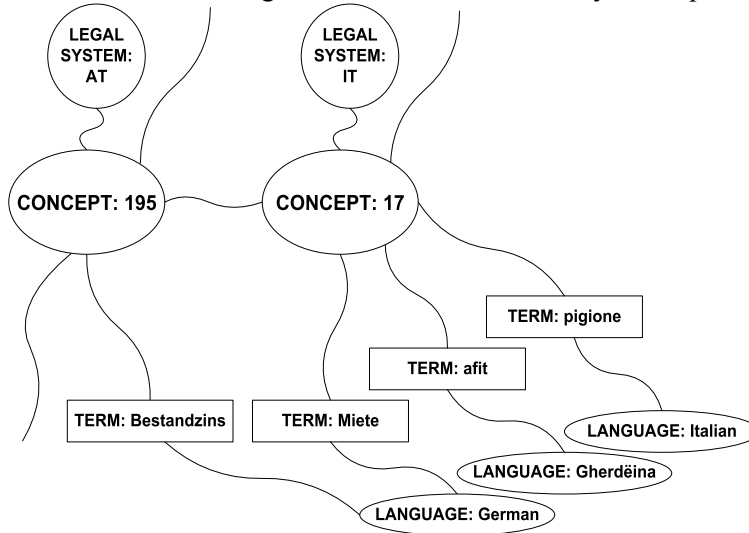 LEGAL
SYSTEM:
AT
LEGAL
SYSTEM:
IT
CONCEPT: 195
CONCEPT: 17
TERM: pigione
TERM: afit
TERM: Bestandzins
TERM: Miete
LANGUAGE: Italian
LANGUAGE: Gherdëina
LANGUAGE: German